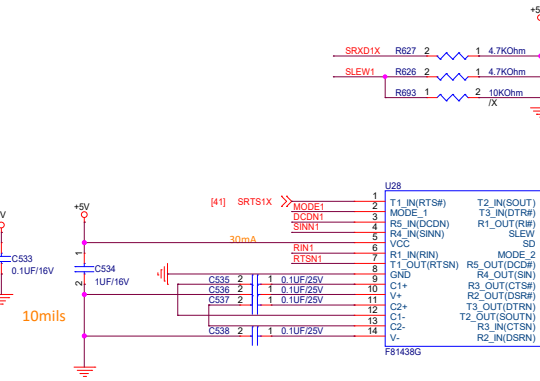 +5
SRXD1X R627 2 1 4.7KOhm
SLEW1 R626 2 1 4.7KOhm
R693 1 2 10KOhm
/X
U28
[41] SRTS1X 1 T1_IN(RTS#) T2_IN(SOUT)
MODE1 2 MODE_1 T3_IN(DTR#)
DCDN1 3 R5_IN(DCDN) R1_OUT(RI#)
SINN1 4 R4_IN(SINN) SLEW
30mA 5 VCC SD
RIN1 6 R1_IN(RIN) MODE_2
RTSN1 7 T1_OUT(RTSN) R5_OUT(DCD#)
8 GND R4_OUT(SIN)
C535 2 1 0.1UF/25V 9 C1+ R3_OUT(CTS#)
C536 2 1 0.1UF/25V 10 V+ R2_OUT(DSR#)
C537 2 1 0.1UF/25V 11 C2+ T3_OUT(DTRN)
12 C1- T2_OUT(SOUTN)
13 C2- R3_IN(CTSN)
C538 2 1 0.1UF/25V 14 V- R2_IN(DSRN)
F81438G
V
+5V
C533
0.1UF/16V
1
C534
1UF/16V
2
10mils